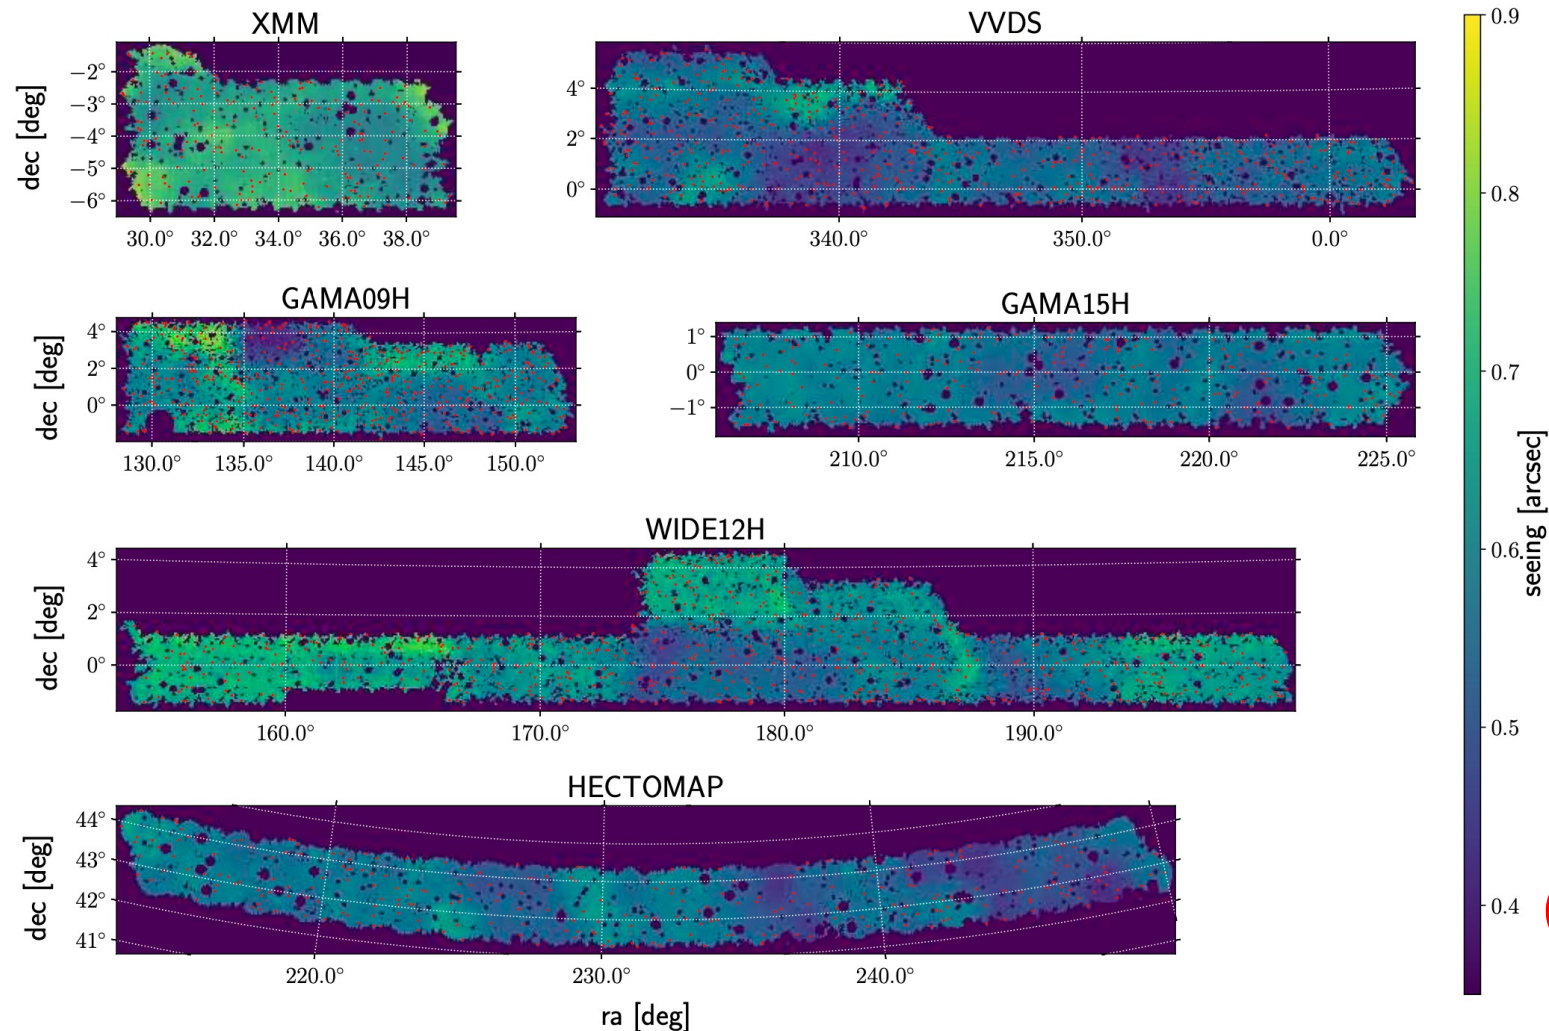 XMM
VVDS
dec [deg]
−2°
−3°
−4°
−5°
−6°
30.0° 32.0° 34.0° 36.0° 38.0°
4°
2°
0°
340.0° 350.0° 0.0°
GAMA09H
GAMA15H
dec [deg]
4°
2°
0°
130.0° 135.0° 140.0° 145.0° 150.0°
1°
0°
−1°
210.0° 215.0° 220.0° 225.0°
WIDE12H
dec [deg]
4°
2°
0°
160.0° 170.0° 180.0° 190.0°
HECTOMAP
dec [deg]
44°
43°
42°
41°
220.0° 230.0° 240.0°
ra [deg]
0.9
0.8
0.7
0.6
0.5
0.4
seeing [arcsec]